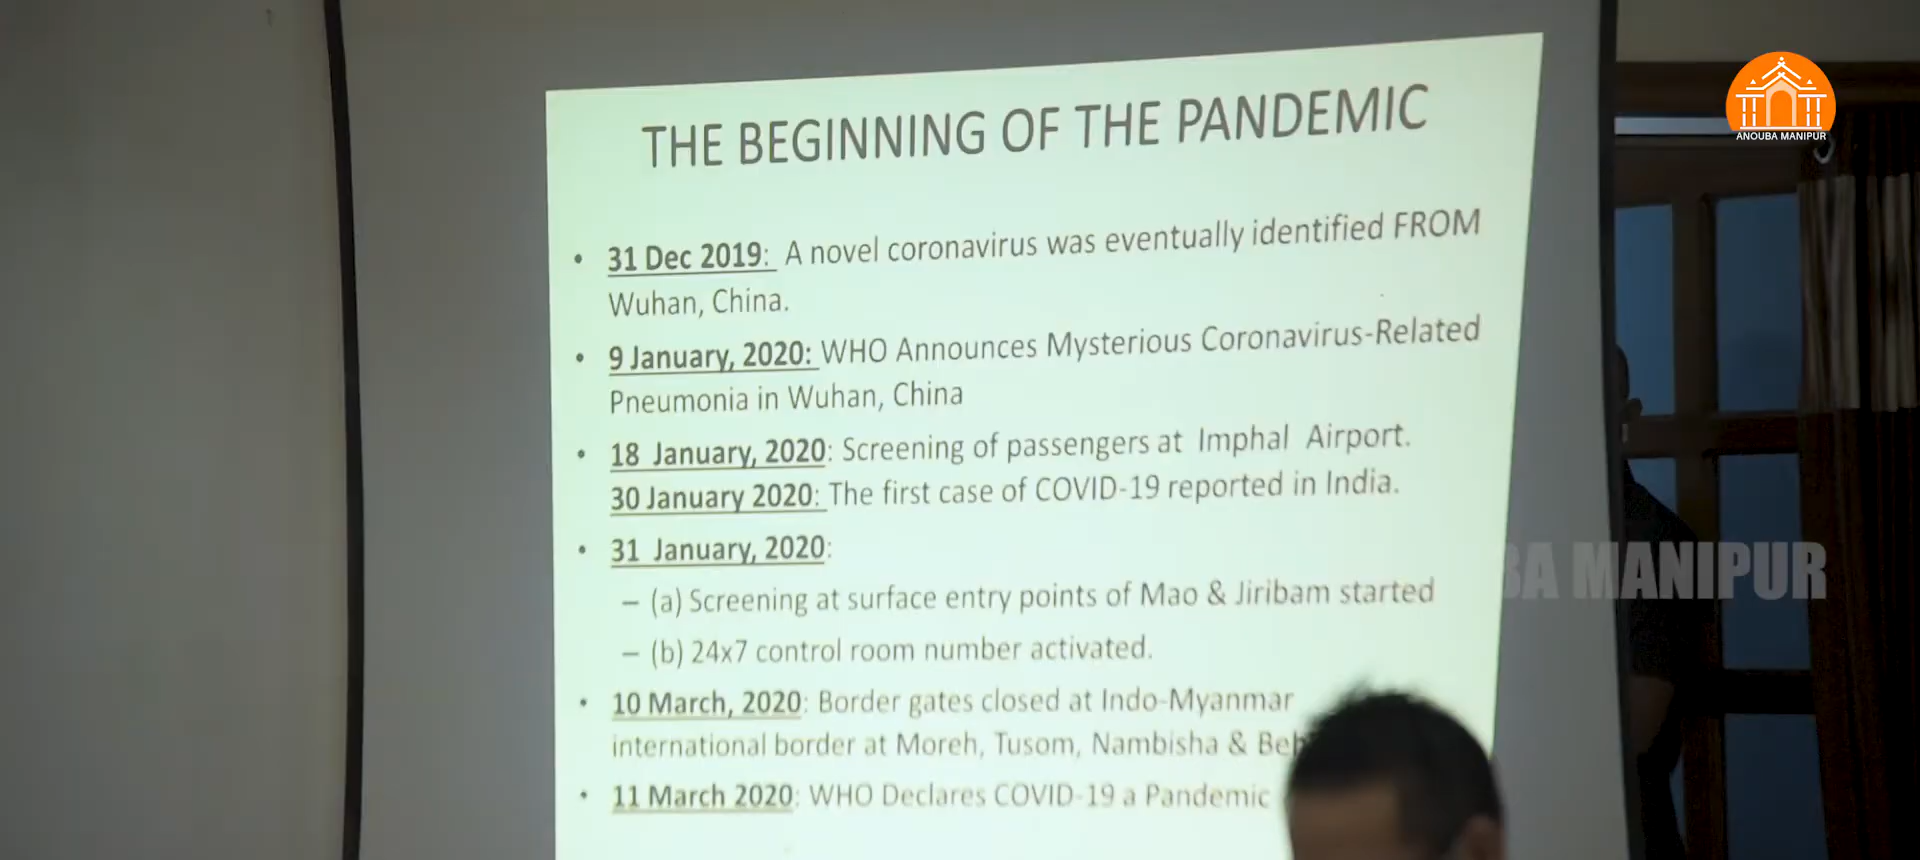 THE BEGINNING OF THE PANDEMIC
• 31 Dec 2019: A novel coronavirus was eventually identified FROM
Wuhan, China.
• 9 January, 2020: WHO Announces Mysterious Coronavirus-Related
Pneumonia in Wuhan, China
• 18 January, 2020: Screening of passengers at Imphal Airport.
30 January 2020: The first case of COVID-19 reported in India.
• 31 January, 2020:
– (a) Screening at surface entry points of Mao & Jiribam started
– (b) 24x7 control room number activated.
• 10 March, 2020: Border gates closed at Indo-Myanmar
international border at Moreh, Tusom, Nambisha &
• 11 March 2020: WHO Declares COVID-19 a Pandemic
ANOUBA MANIPUR
MANIPUR